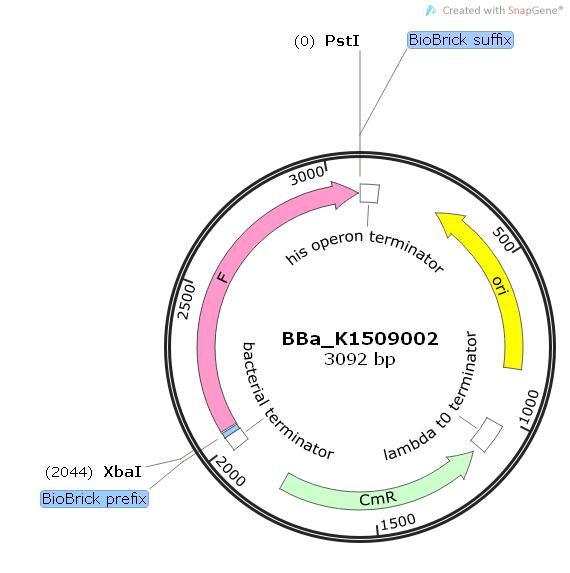 Created with SnapGene®
(0) PstI
BioBrick suffix
3000
500
his operon terminator
F
ori
2500
BBa_K1509002
3092 bp
bacterial terminator
lambda t0 terminator
1000
(2044) XbaI
2000
BioBrick prefix
CmR
1500